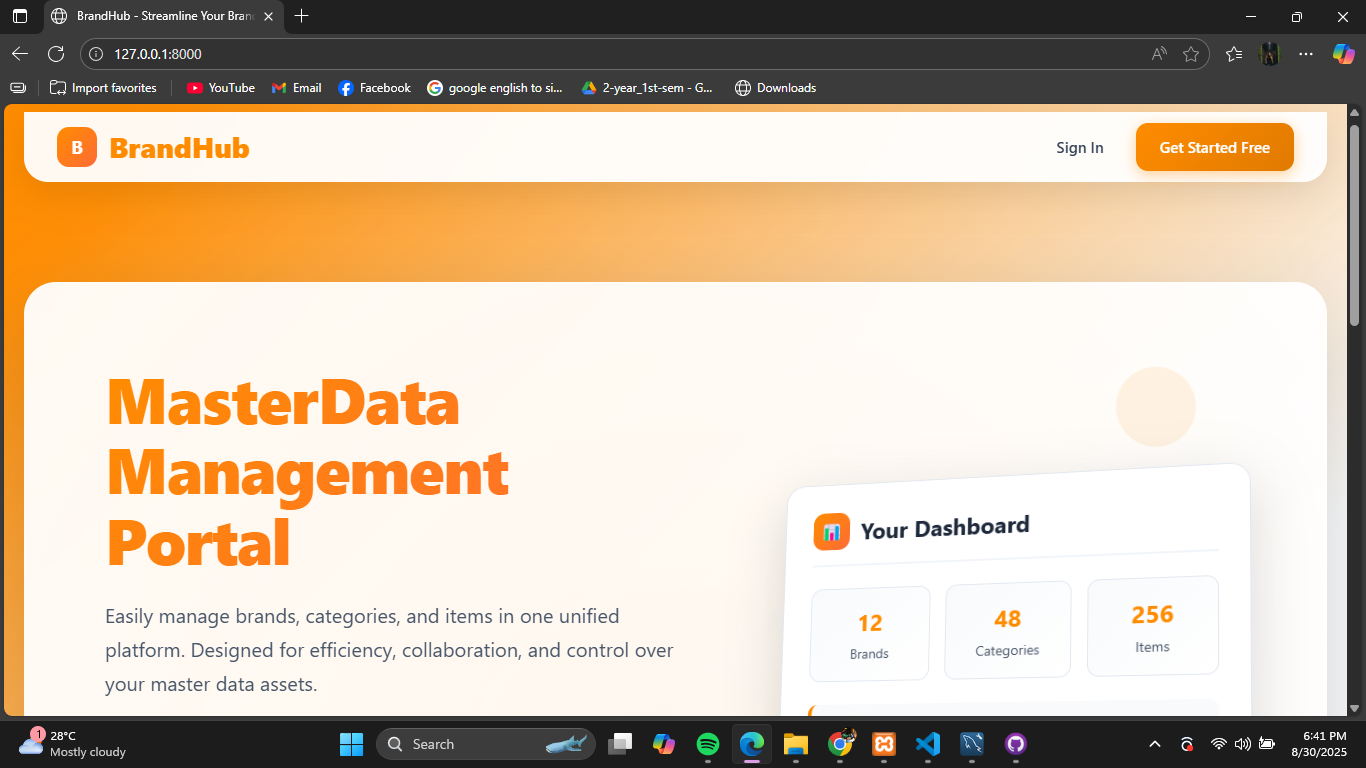 BrandHub - Streamline Your Bran
127.0.0.1:8000
Import favorites
YouTube
Email
Facebook
google english to si...
2-year_1st-sem - G...
Downloads
B
BrandHub
Sign In
Get Started Free
MasterData
Management
Portal
Easily manage brands, categories, and items in one unified
platform. Designed for efficiency, collaboration, and control over
your master data assets.
Your Dashboard
12
Brands
48
Categories
256
Items
1
28°C
Mostly cloudy
Search
6:41 PM
8/30/2025